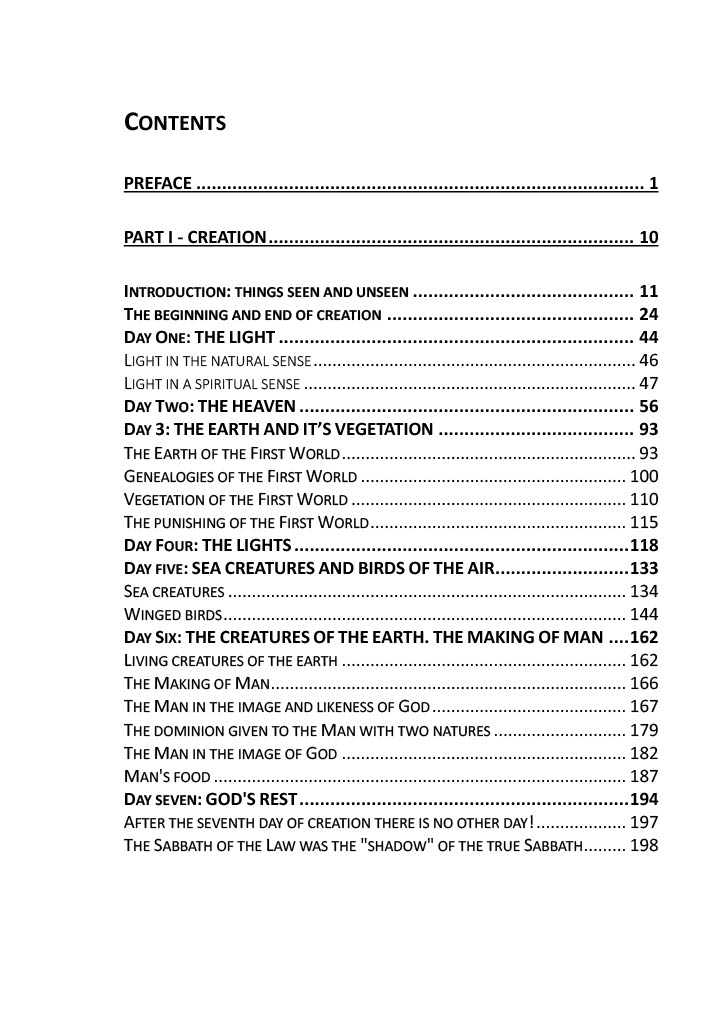 CONTENTS
PREFACE ........................................................................................ 1
PART I - CREATION....................................................................... 10
INTRODUCTION: THINGS SEEN AND UNSEEN ........................................... 11
THE BEGINNING AND END OF CREATION ................................................ 24
DAY ONE: THE LIGHT ..................................................................... 44
LIGHT IN THE NATURAL SENSE.............................................................. 46
LIGHT IN A SPIRITUAL SENSE ................................................................ 47
DAY TWO: THE HEAVEN ................................................................. 56
DAY 3: THE EARTH AND IT’S VEGETATION ...................................... 93
THE EARTH OF THE FIRST WORLD......................................................... 93
GENEALOGIES OF THE FIRST WORLD .................................................... 100
VEGETATION OF THE FIRST WORLD ...................................................... 110
THE PUNISHING OF THE FIRST WORLD.................................................. 115
DAY FOUR: THE LIGHTS .................................................................118
DAY FIVE: SEA CREATURES AND BIRDS OF THE AIR..........................133
SEA CREATURES ............................................................................. 134
WINGED BIRDS.............................................................................. 144
DAY SIX: THE CREATURES OF THE EARTH. THE MAKING OF MAN ....162
LIVING CREATURES OF THE EARTH ....................................................... 162
THE MAKING OF MAN..................................................................... 166
THE MAN IN THE IMAGE AND LIKENESS OF GOD...................................... 167
THE DOMINION GIVEN TO THE MAN WITH TWO NATURES .......................... 179
THE MAN IN THE IMAGE OF GOD ....................................................... 182
MAN'S FOOD ................................................................................ 187
DAY SEVEN: GOD'S REST................................................................194
AFTER THE SEVENTH DAY OF CREATION THERE IS NO OTHER DAY!................... 197
THE SABBATH OF THE LAW WAS THE "SHADOW" OF THE TRUE SABBATH......... 198